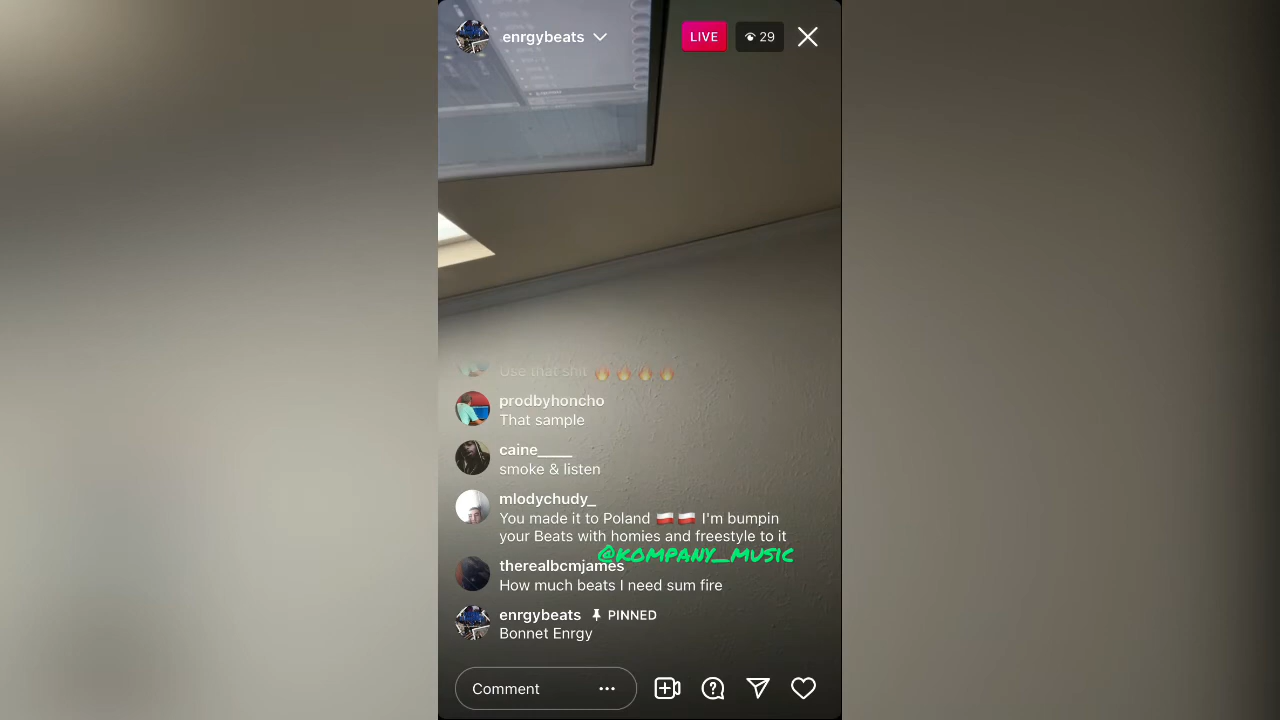 enrgybeats
LIVE
29
Use that shit 🔥🔥🔥🔥
prodbyhoncho
That sample
caine_____
smoke & listen
mlodychudy_
You made it to Poland 🇵🇱🇵🇱 I'm bumpin
your Beats with homies and freestyle to it
@KOMPANY_MUSIC
therealbcmjames
How much beats I need sum fire
enrgybeats PINNED
Bonnet Enrgy
Comment